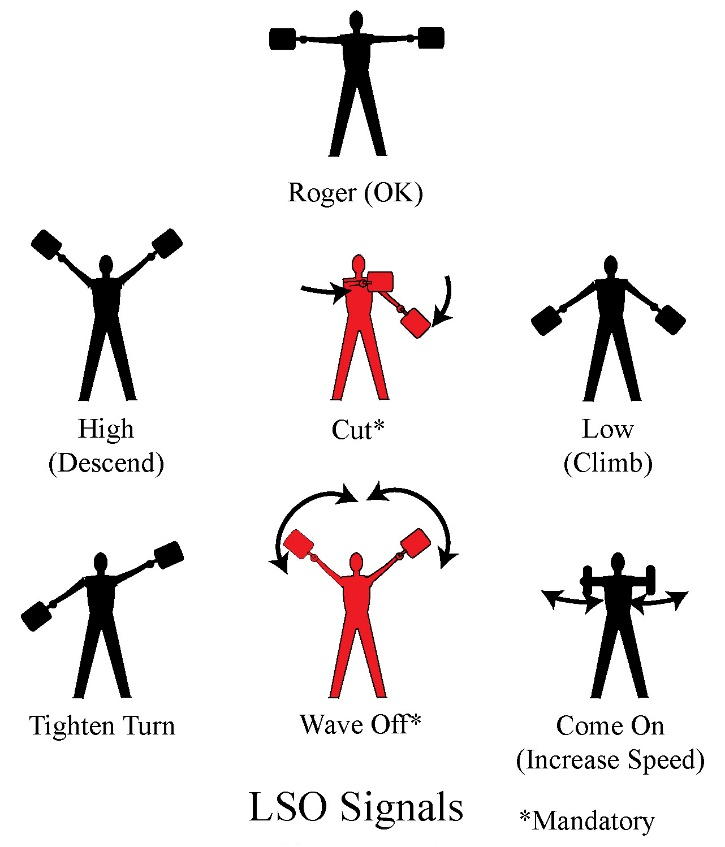 Roger (OK)
High
(Descend)
Cut*
Low
(Climb)
Tighten Turn
Wave Off*
Come On
(Increase Speed)
LSO Signals
*Mandatory